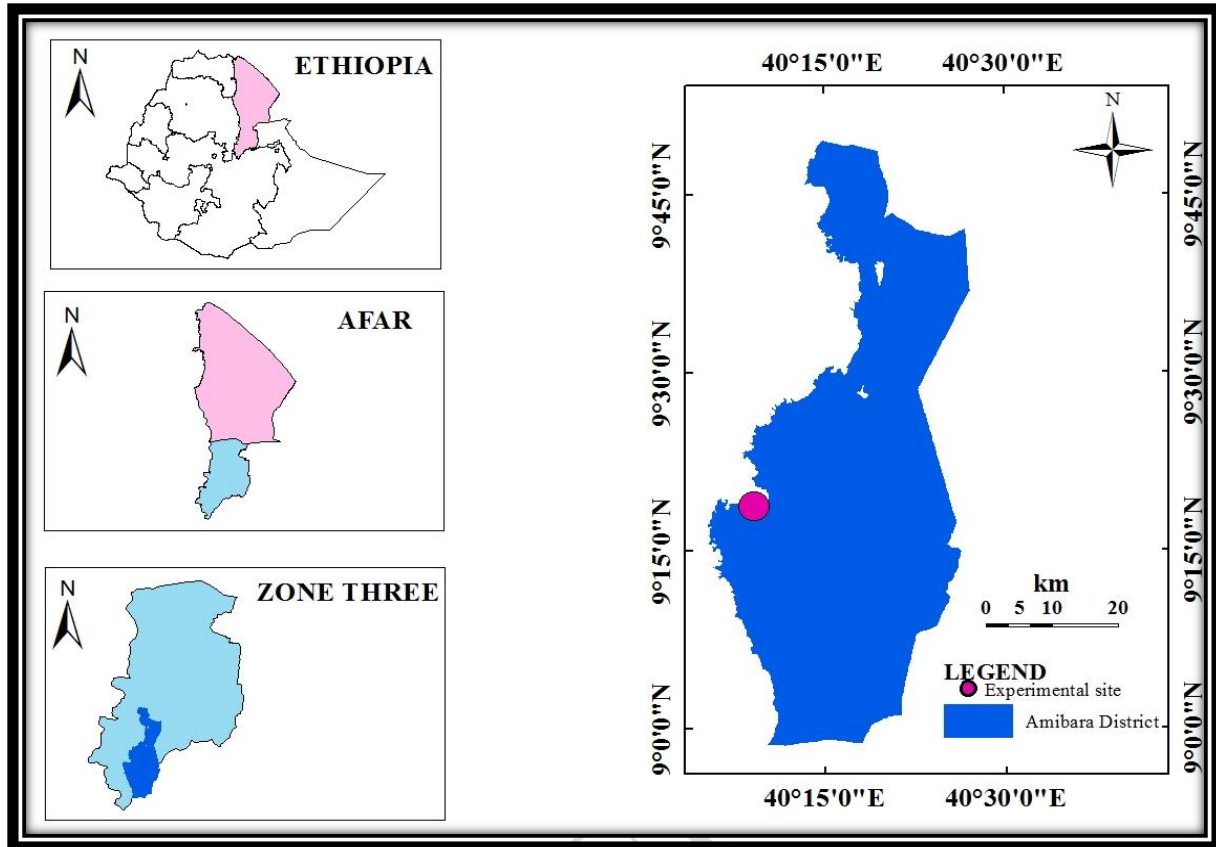 N
ETHIOPIA
N
AFAR
N
ZONE THREE
40°15'0"E 40°30'0"E
N
9°45'0"N 9°45'0"N
9°30'0"N 9°30'0"N
9°15'0"N 9°15'0"N
9°0'0"N 9°0'0"N
km
0 5 10 20
LEGEND
Experimental site
Amibara District
40°15'0"E 40°30'0"E